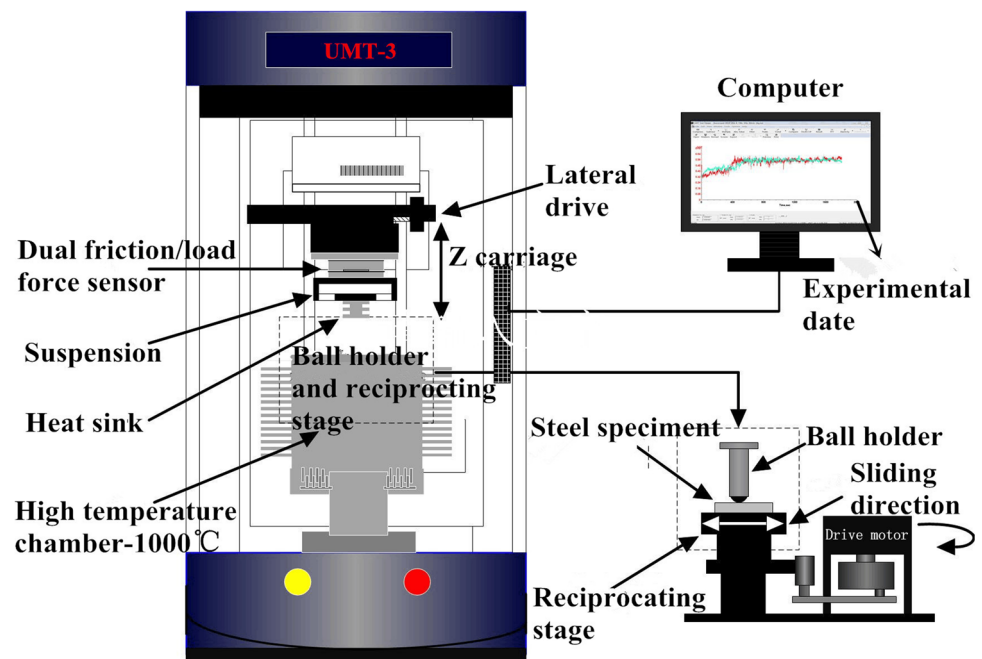 UMT-3
Computer
Lateral
drive
Dual friction/load
force sensor
Z carriage
Experimental
date
Suspension
Ball holder
and reciprocting
stage
Heat sink
Steel speciment
Ball holder
Sliding
direction
High temperature
chamber-1000℃
Drive motor
Reciprocating
stage